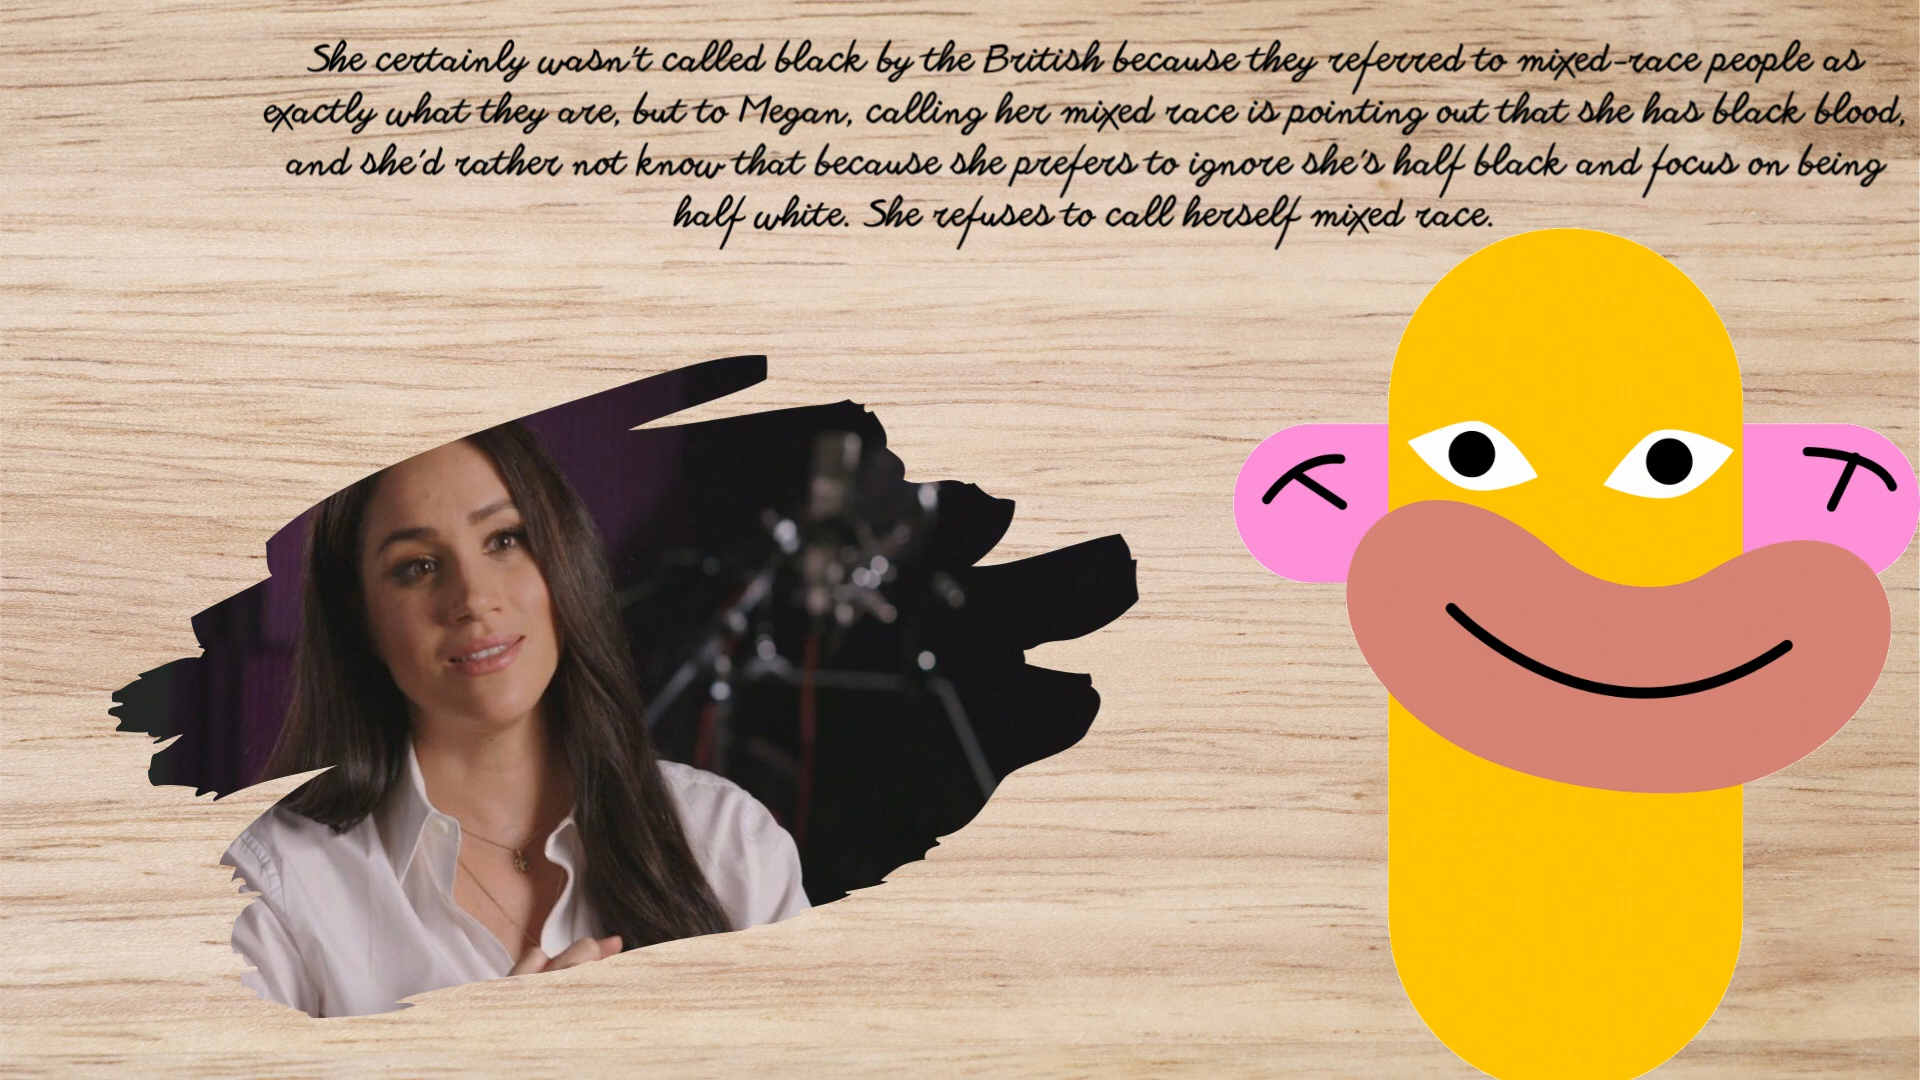 She certainly wasn't called black by the British because they referred to mixed-race people as
exactly what they are, but to Megan, calling her mixed race is pointing out that she has black blood,
and she'd rather not know that because she prefers to ignore she's half black and focus on being
half white. She refuses to call herself mixed race.